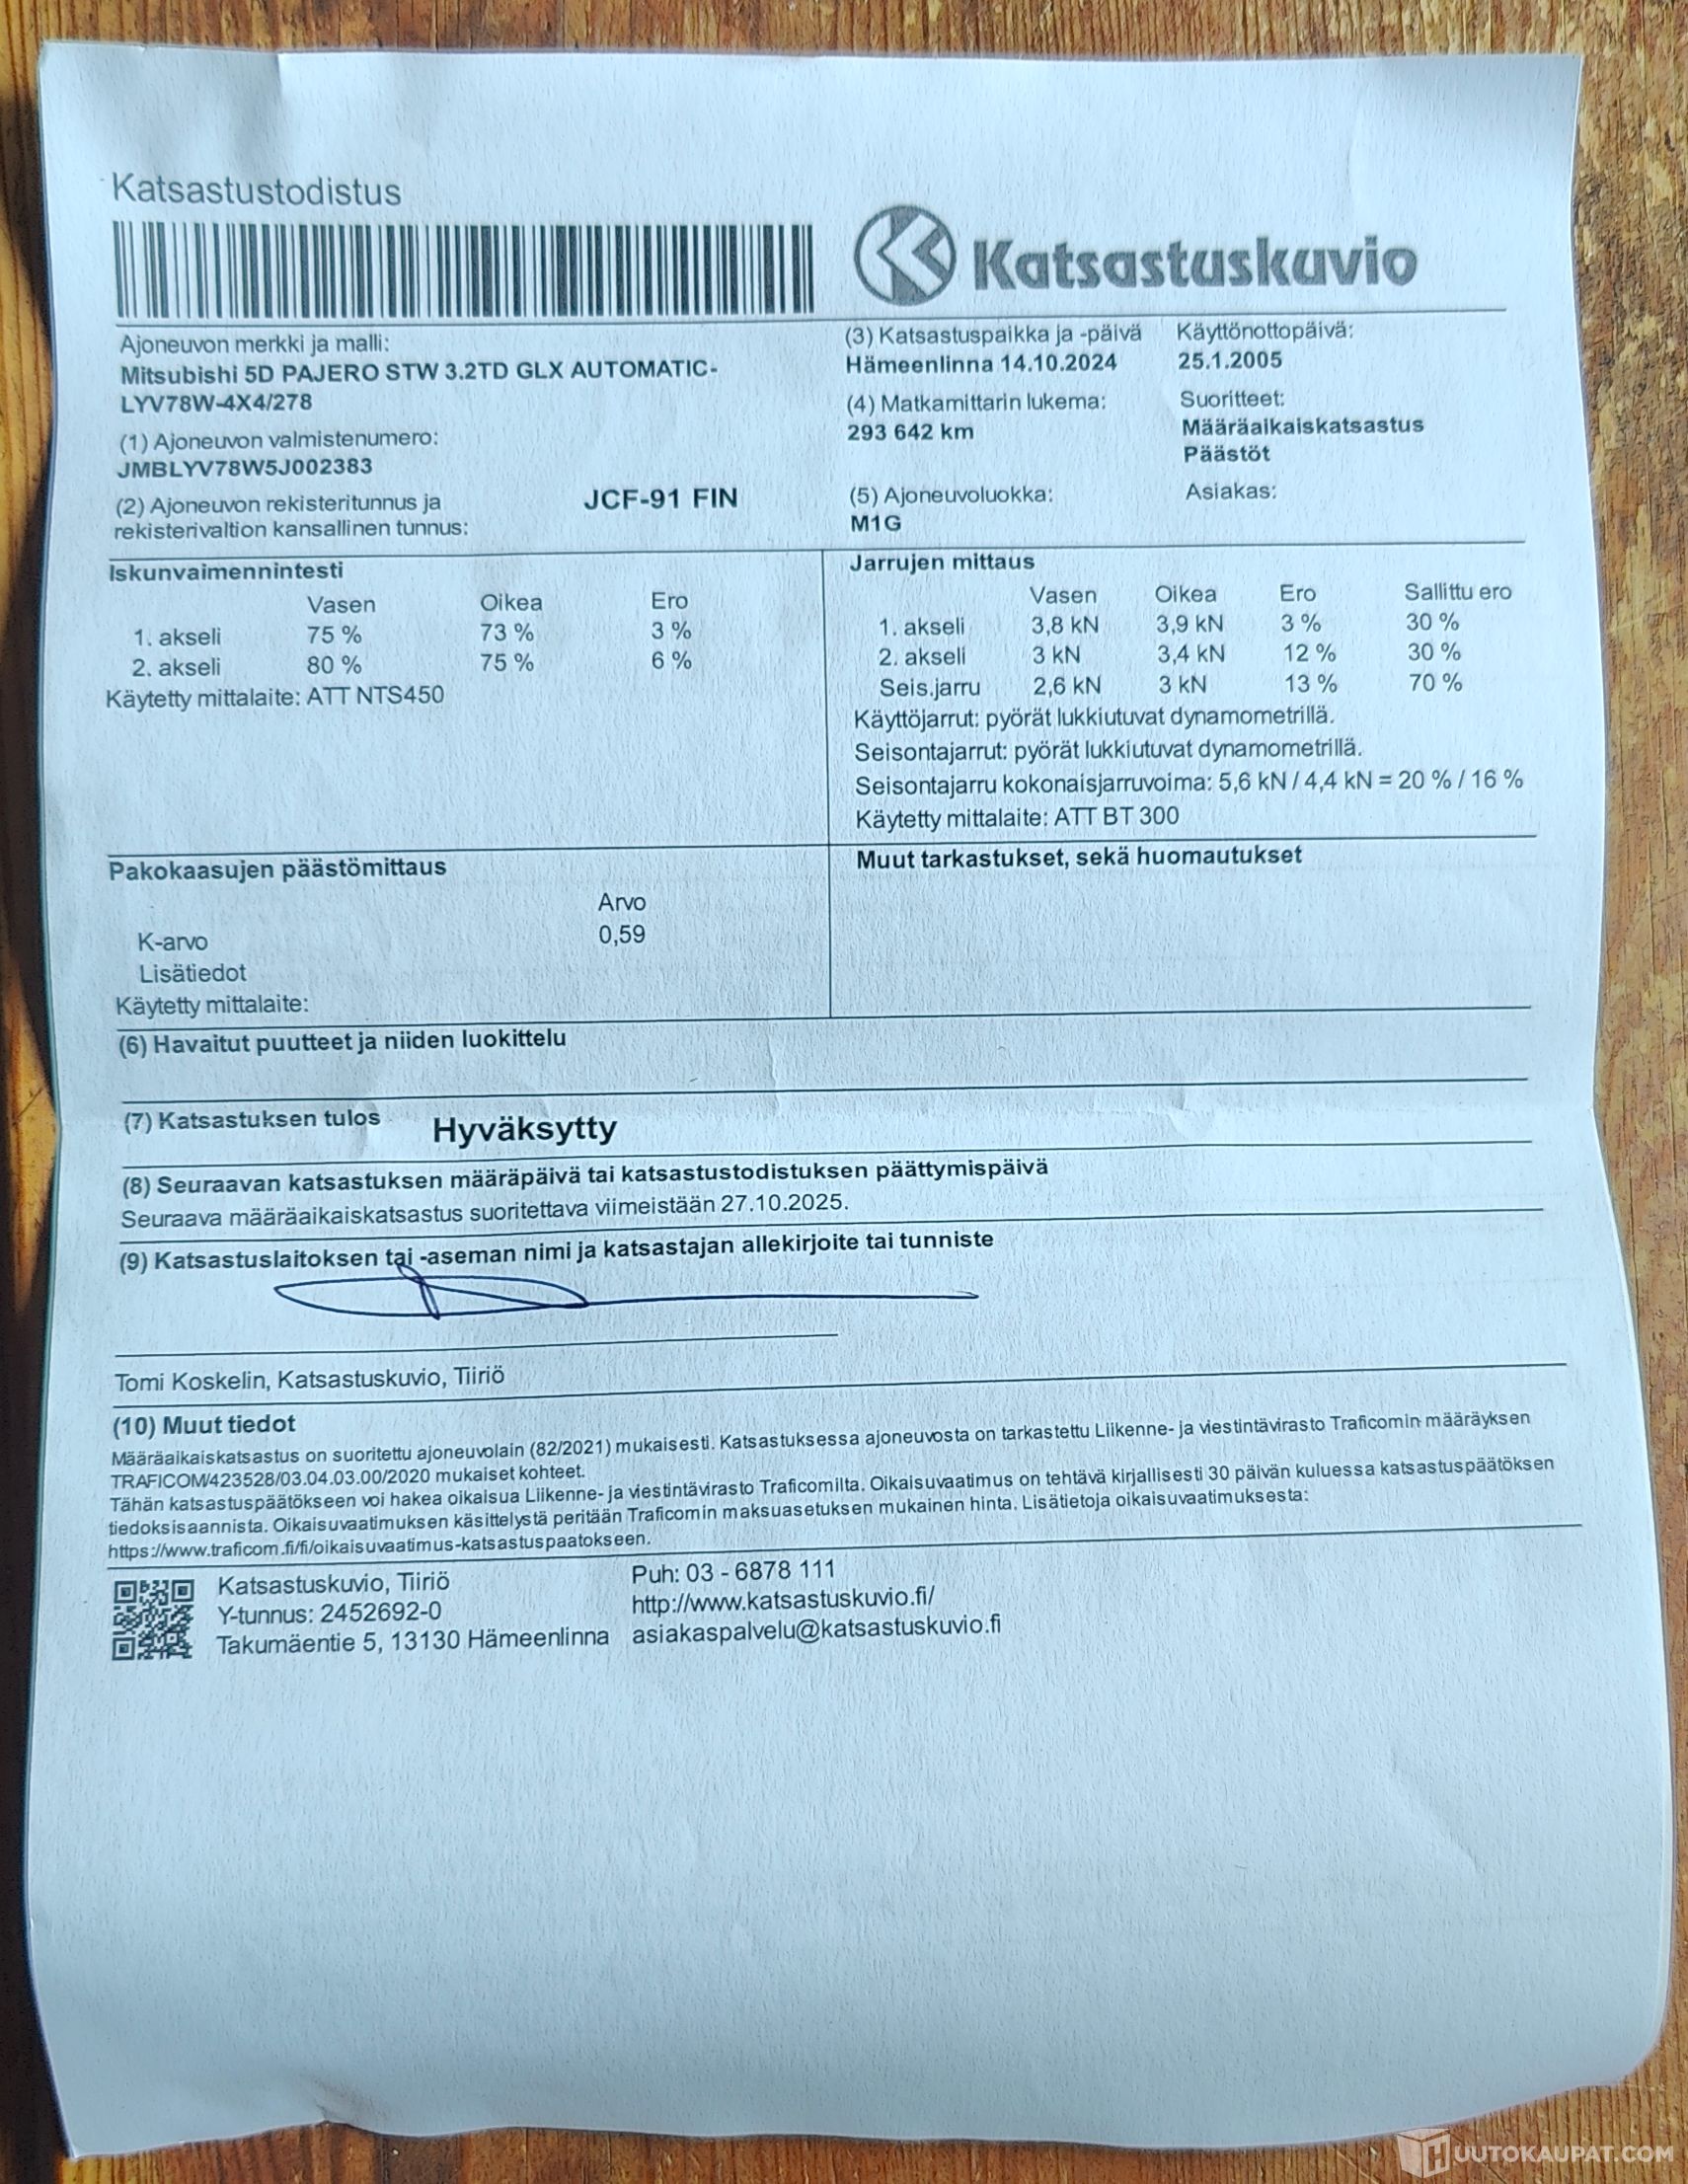 Katsastustodistus
Katsastuskuvio
Ajoneuvon merkki ja malli:
Mitsubishi 5D PAJERO STW 3.2TD GLX AUTOMATIC-
LYV78W-4X4/278
(1) Ajoneuvon valmistenumero:
JMBLYV78W5J002383
(2) Ajoneuvon rekisteritunnus ja
rekisterivaltion kansallinen tunnus:
JCF-91 FIN
(3) Katsastuspaikka ja -päivä
Hämeenlinna 14.10.2024
(4) Matkamittarin lukema:
293 642 km
(5) Ajoneuvoluokka:
M1G
Käyttönottopäivä:
25.1.2005
Suoritteet:
Määräaikaiskatsastus
Päästöt
Asiakas:
Iskunvaimennintesti
Vasen Oikea Ero
1. akseli 75 % 73 % 3 %
2. akseli 80 % 75 % 6 %
Käytetty mittalaite: ATT NTS450
Jarrujen mittaus
Vasen Oikea Ero Sallittu ero
1. akseli 3,8 kN 3,9 kN 3 % 30 %
2. akseli 3 kN 3,4 kN 12 % 30 %
Seis.jarru 2,6 kN 3 kN 13 % 70 %
Käyttöjarrut: pyörät lukkiutuvat dynamometrillä.
Seisontajarrut: pyörät lukkiutuvat dynamometrillä.
Seisontajarru kokonaisjarruvoima: 5,6 kN / 4,4 kN = 20 % / 16 %
Käytetty mittalaite: ATT BT 300
Pakokaasujen päästömittaus
Arvo
K-arvo 0,59
Lisätiedot
Käytetty mittalaite:
Muut tarkastukset, sekä huomautukset
(6) Havaitut puutteet ja niiden luokittelu
(7) Katsastuksen tulos Hyväksytty
(8) Seuraavan katsastuksen määräpäivä tai katsastustodistuksen päättymispäivä
Seuraava määräaikaiskatsastus suoritettava viimeistään 27.10.2025.
(9) Katsastuslaitoksen tai -aseman nimi ja katsastajan allekirjoite tai tunniste
Tomi Koskelin, Katsastuskuvio, Tiiriö
(10) Muut tiedot
Määräaikaiskatsastus on suoritettu ajoneuvolain (82/2021) mukaisesti. Katsastuksessa ajoneuvosta on tarkastettu Liikenne- ja viestintävirasto Traficomin määräyksen
TRAFICOM/423528/03.04.03.00/2020 mukaiset kohteet.
Tähän katsastuspäätökseen voi hakea oikaisua Liikenne- ja viestintävirasto Traficomilta. Oikaisuvaatimus on tehtävä kirjallisesti 30 päivän kuluessa katsastuspäätöksen
tiedoksisaannista. Oikaisuvaatimuksen käsittelystä peritään Traficomin maksuasetuksen mukainen hinta. Lisätietoja oikaisuvaatimuksesta:
https://www.traficom.fi/fi/oikaisuvaatimus-katsastuspaatokseen.
Katsastuskuvio, Tiiriö
Y-tunnus: 2452692-0
Takumäentie 5, 13130 Hämeenlinna
Puh: 03 - 6878 111
http://www.katsastuskuvio.fi/
asiakaspalvelu@katsastuskuvio.fi
HUUTOKAUPAT.COM